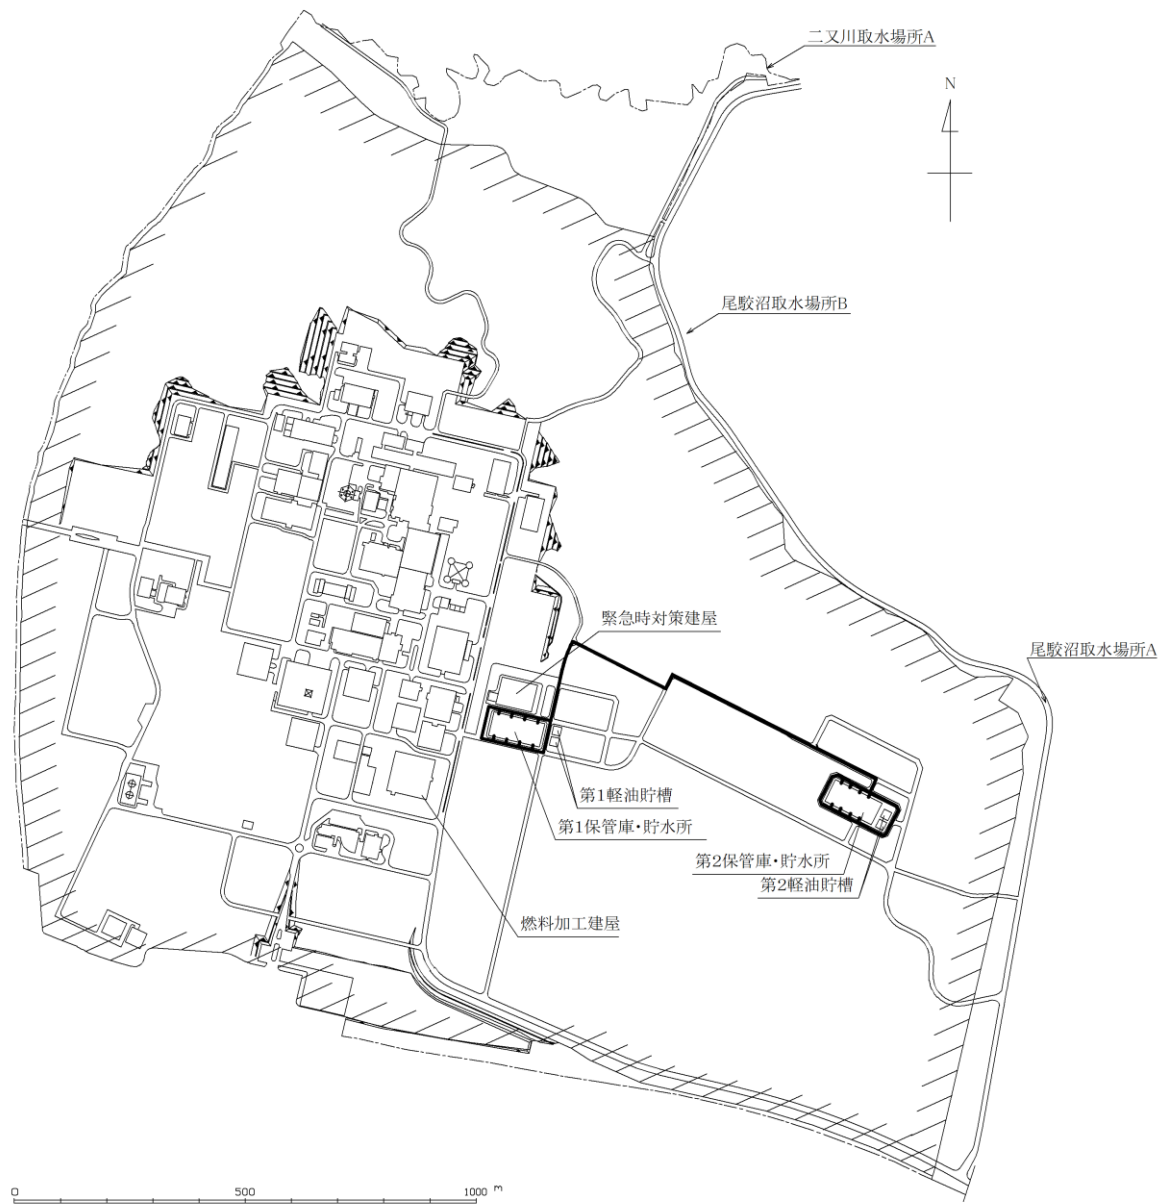 二又川取水場所A
N
尾駮沼取水場所B
緊急時対策建屋
尾駮沼取水場所A
第1軽油貯槽
第1保管庫・貯水所
第2保管庫・貯水所
第2軽油貯槽
燃料加工建屋
0 500 1000 m